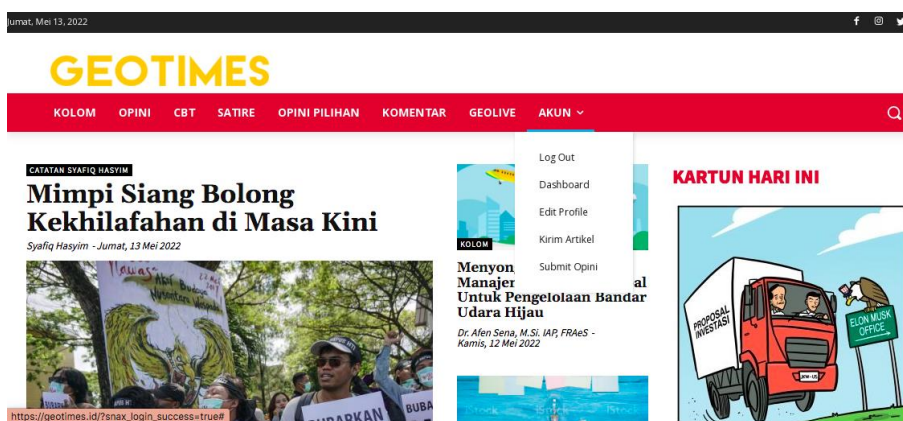 Jumat, Mei 13, 2022
GEOTIMES
KOLOM OPINI CBT SATIRE OPINI PILIHAN KOMENTAR GEOLIVE AKUN
Log Out
Dashboard
Edit Profile
Kirim Artikel
Submit Opini
CATATAN SYAFIQ HASYIM
Mimpi Siang Bolong
Kekhilafahan di Masa Kini
Syafiq Hasyim - Jumat, 13 Mei 2022
KOLOM
Untuk Pengelolaan Bandar
Udara Hijau
Dr. Afen Sena, M.Si. IAP, FRAeS -
Kamis, 12 Mei 2022
iStock iStock iStock
KARTUN HARI INI
PROPOSAL
INVESTASI
ELON MUSK
OFFICE
https://geotimes.id/?snax_login_success=true#